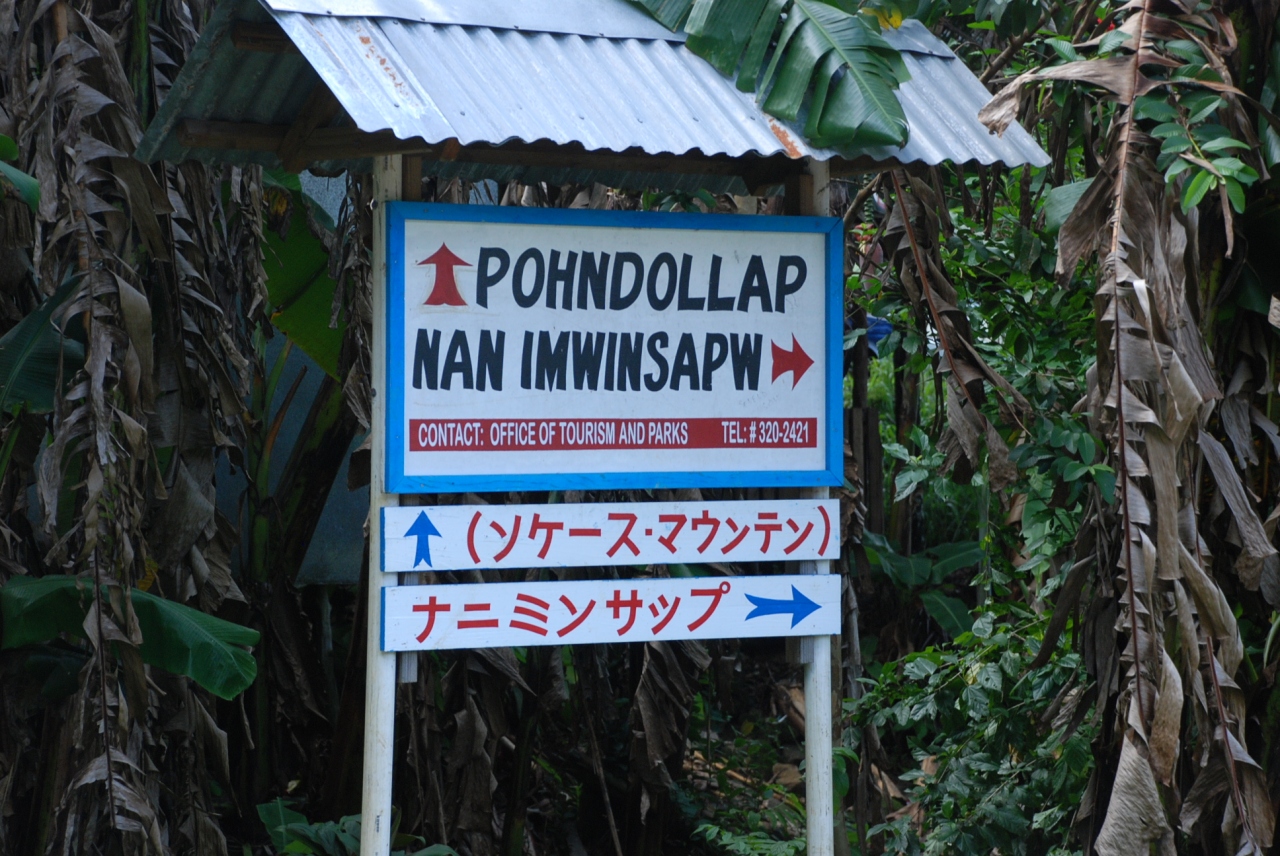 POHNDOLLAP
NAN IMWINSAPW
CONTACT: OFFICE OF TOURISM AND PARKS TEL: # 320-2421
(ソケース・マウンテン)
ナニミンサップ